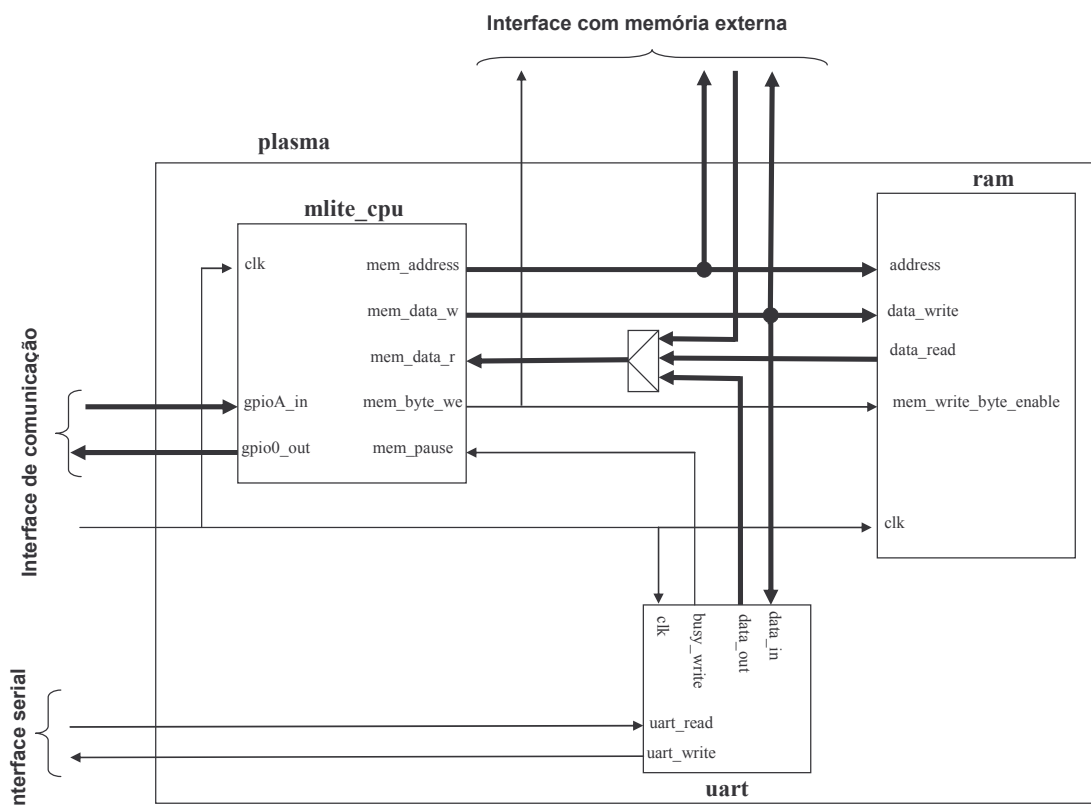 Interface com memória externa
plasma
ram
mlite_cpu
clk
mem_address
address
mem_data_w
data_write
mem_data_r
data_read
gpioA_in
mem_byte_we
mem_write_byte_enable
gpio0_out
mem_pause
Interface de comunicação
clk
clk
busy_write
data_out
data_in
nterface serial
uart_read
uart_write
uart